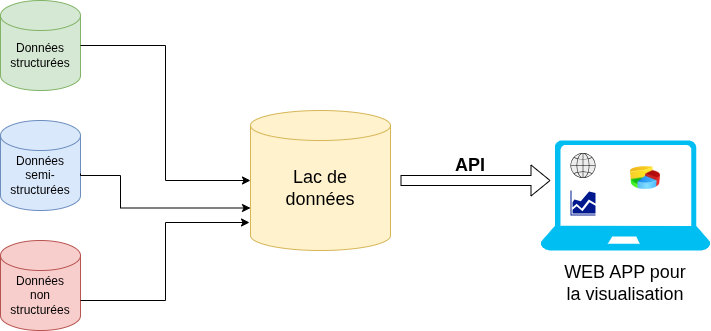 Données
structurées
Données
semi-
structurées
Données
non
structurées
Lac de
données
API
WEB APP pour
la visualisation